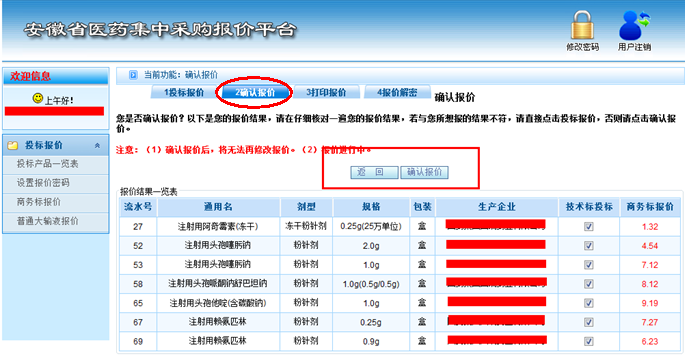 安徽省医药集中采购报价平台
修改密码 用户注销
欢迎信息
上午好!
当前功能: 确认报价
1投标报价 2确认报价 3打印报价 4报价解密 确认报价
您是否确认报价? 以下是您的报价结果, 请在仔细核对一遍您的报价结果, 若与您所想报的结果不符, 请直接点击投标报价, 否则请点击确认报价。
注意: (1) 确认报价后, 将无法再修改报价。(2) 报价进行中。
返 回 确认报价
投标报价
投标产品一览表
设置报价密码
商务标报价
普通大输液报价
报价结果一览表
流水号 通用名 剂型 规格 包装 生产企业 技术标投标 商务标报价
27 注射用阿奇霉素(冻干) 冻干粉针剂 0.25g(25万单位) 盒 1.32
52 注射用头孢噻肟钠 粉针剂 2.0g 盒 4.54
53 注射用头孢噻肟钠 粉针剂 1.0g 盒 7.12
58 注射用头孢哌酮钠舒巴坦钠 粉针剂 1.0g(0.5g/0.5g) 盒 8.12
65 注射用头孢他啶(含碳酸钠) 粉针剂 1.0g 盒 9.19
67 注射用赖氨匹林 粉针剂 0.25g 盒 7.27
69 注射用赖氨匹林 粉针剂 0.9g 盒 6.23